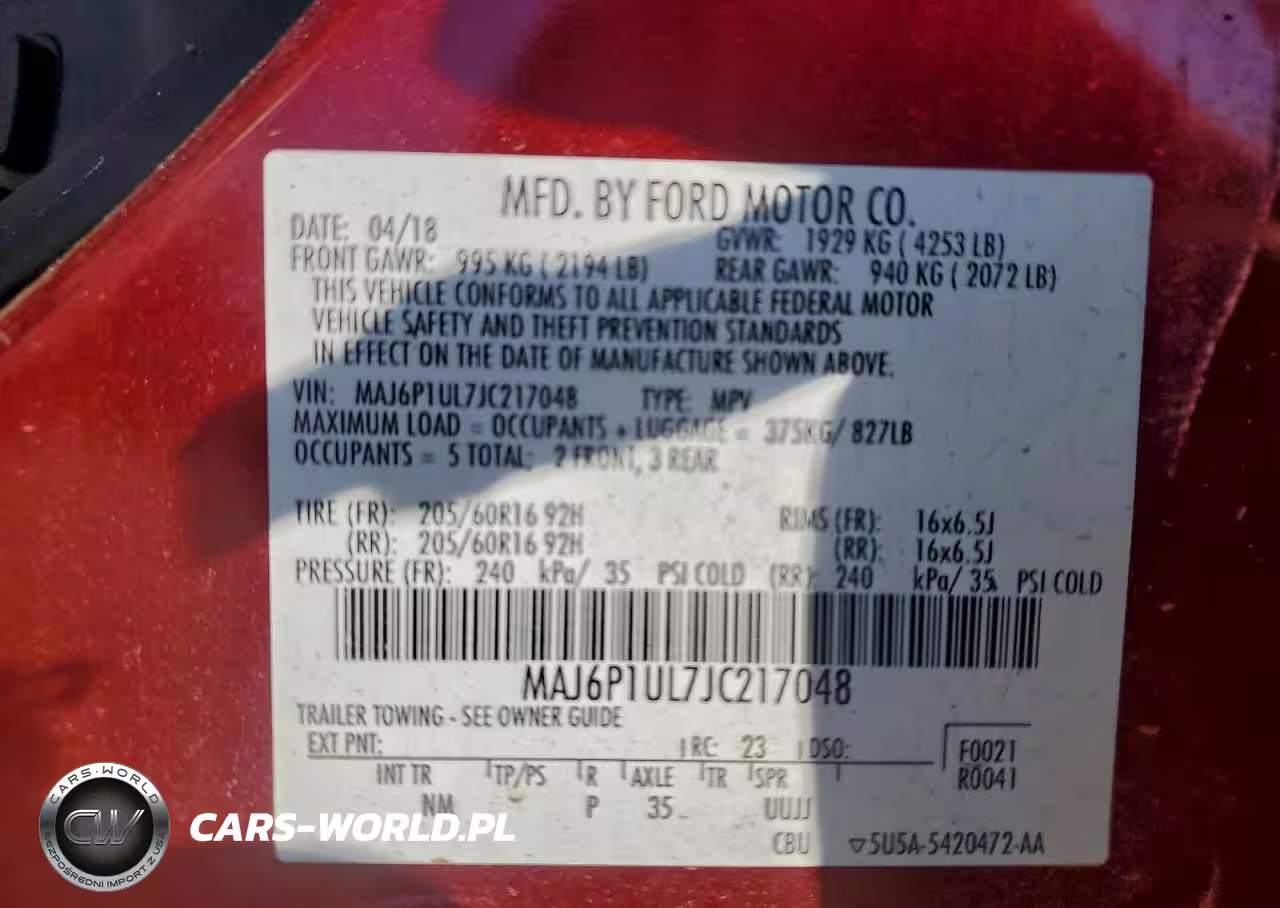 MFD. BY FORD MOTOR CO.
DATE: 04/18 GVWR: 1929 KG ( 4253 LB)
FRONT GAWR: 995 KG ( 2194 LB) REAR GAWR: 940 KG ( 2072 LB)
THIS VEHICLE CONFORMS TO ALL APPLICABLE FEDERAL MOTOR
VEHICLE SAFETY AND THEFT PREVENTION STANDARDS
IN EFFECT ON THE DATE OF MANUFACTURE SHOWN ABOVE.
VIN: MAJ6P1UL7JC217048 TYPE: MPV
MAXIMUM LOAD = OCCUPANTS + LUGGAGE = 375KG/ 827LB
OCCUPANTS = 5 TOTAL; 2 FRONT, 3 REAR
TIRE (FR): 205/60R16 92H RIMS (FR): 16x6.5J
(RR): 205/60R16 92H (RR): 16x6.5J
PRESSURE (FR): 240 kPa/ 35 PSI COLD (RR): 240 kPa/ 35 PSI COLD
MAJ6P1UL7JC217048
TRAILER TOWING - SEE OWNER GUIDE
EXT PNT: RC: 23 DSO: F0021
R0041
INT TR TP/PS R AXLE TR SPR
NM P 35 UUJJ
CBU ▽5U5A-5420472-AA
CARS-WORLD
CW
BEZPOŚREDNI IMPORT Z USA
CARS-WORLD.PL